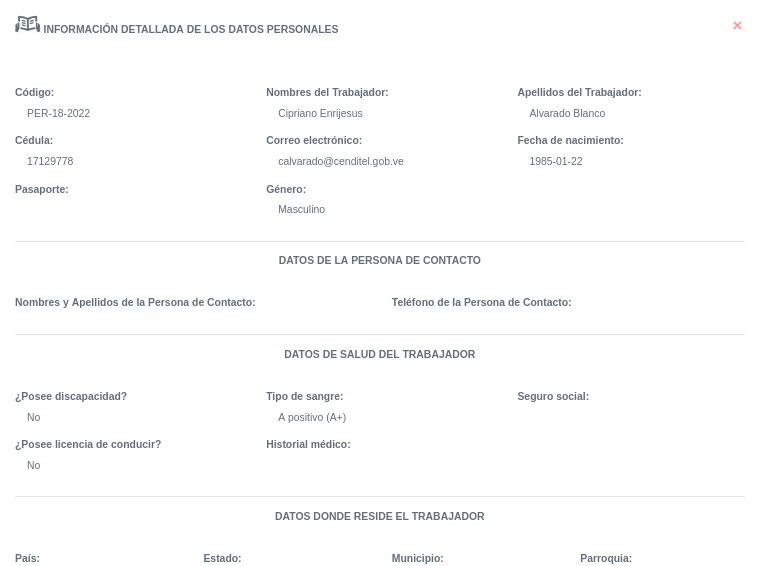 INFORMACIÓN DETALLADA DE LOS DATOS PERSONALES ×
Código: Nombres del Trabajador: Apellidos del Trabajador:
PER-18-2022 Cipriano Enrijesus Alvarado Blanco
Cédula: Correo electrónico: Fecha de nacimiento:
17129778 calvarado@cenditel.gob.ve 1985-01-22
Pasaporte: Género:
Masculino
DATOS DE LA PERSONA DE CONTACTO
Nombres y Apellidos de la Persona de Contacto: Teléfono de la Persona de Contacto:
DATOS DE SALUD DEL TRABAJADOR
¿Posee discapacidad? Tipo de sangre: Seguro social:
No A positivo (A+)
¿Posee licencia de conducir? Historial médico:
No
DATOS DONDE RESIDE EL TRABAJADOR
País: Estado: Municipio: Parroquia: